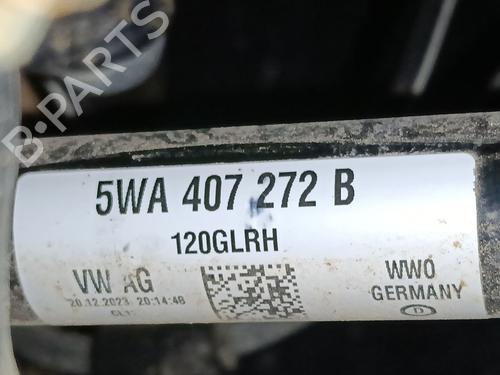 B-PARTS
5WA 407 272 B
120GLRH
VW AG
20.12.2023 20:14:48
WWO
GERMANY
D